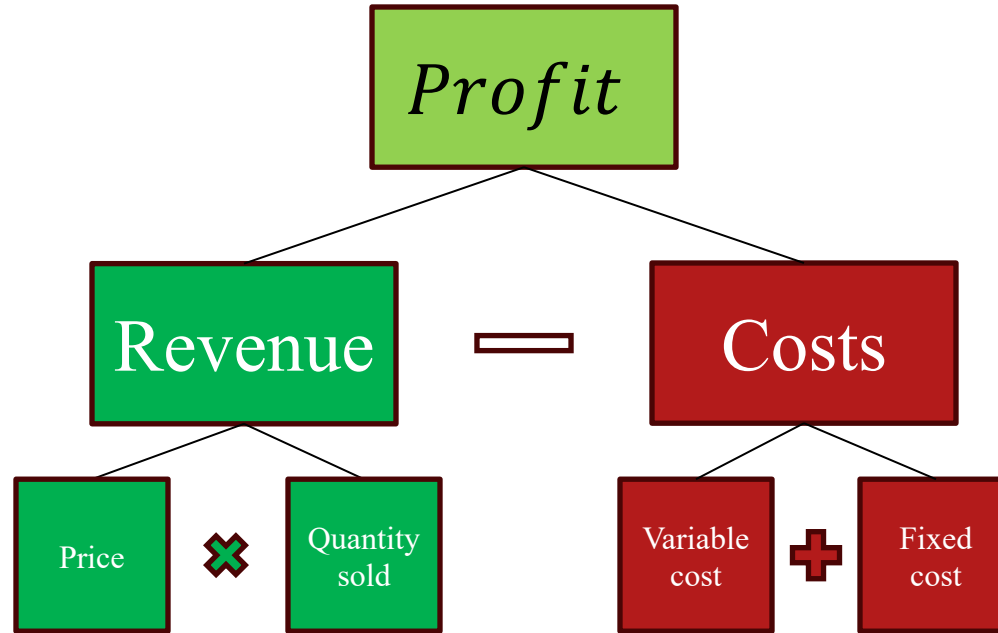 Profit
Revenue
Costs
Price
Quantity
sold
Variable
cost
Fixed
cost